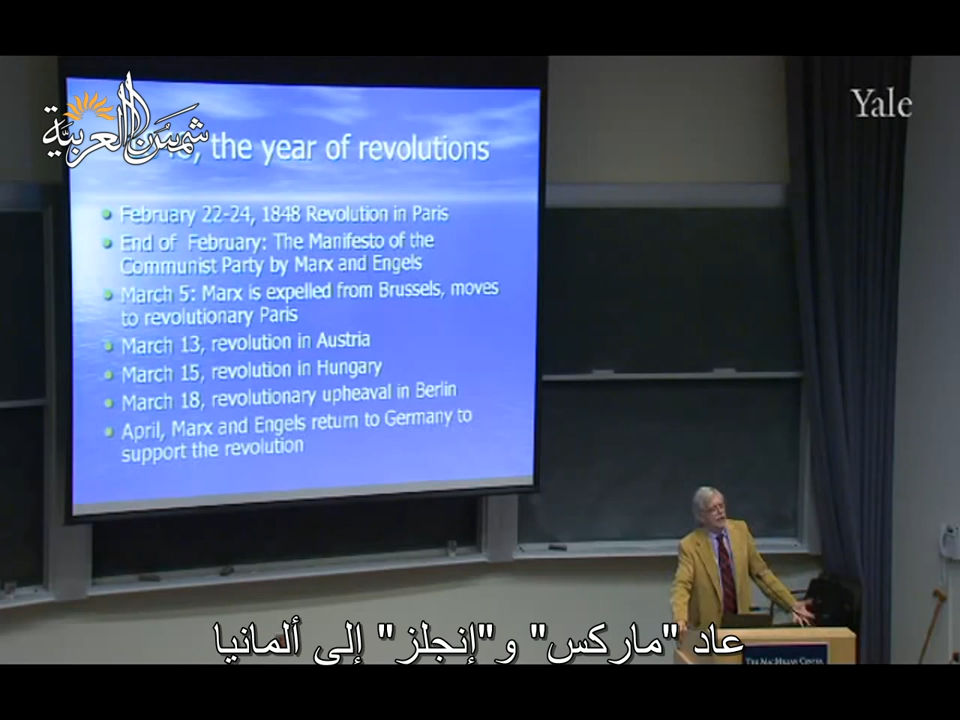 شمس العربية
Yale
, the year of revolutions
February 22-24, 1848 Revolution in Paris
End of February: The Manifesto of the
Communist Party by Marx and Engels
March 5: Marx is expelled from Brussels, moves
to revolutionary Paris
March 13, revolution in Austria
March 15, revolution in Hungary
March 18, revolutionary upheaval in Berlin
April, Marx and Engels return to Germany to
support the revolution
THE MACMILLAN CENTER
عاد "ماركس" و"إنجلز" إلى ألمانيا